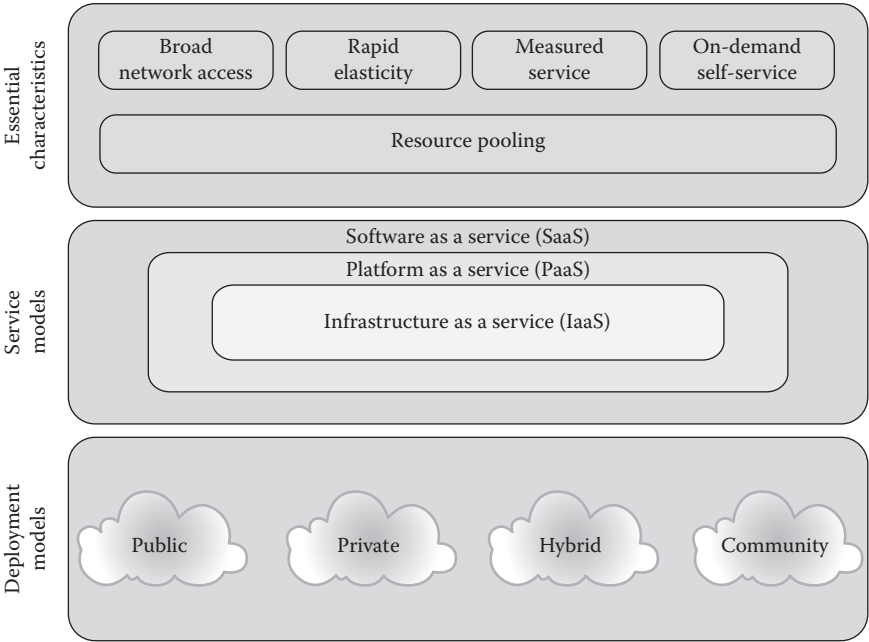 Essential
characteristics
Broad
network access
Rapid
elasticity
Measured
service
On-demand
self-service
Resource pooling
Service
models
Software as a service (SaaS)
Platform as a service (PaaS)
Infrastructure as a service (IaaS)
Deployment
models
Public
Private
Hybrid
Community